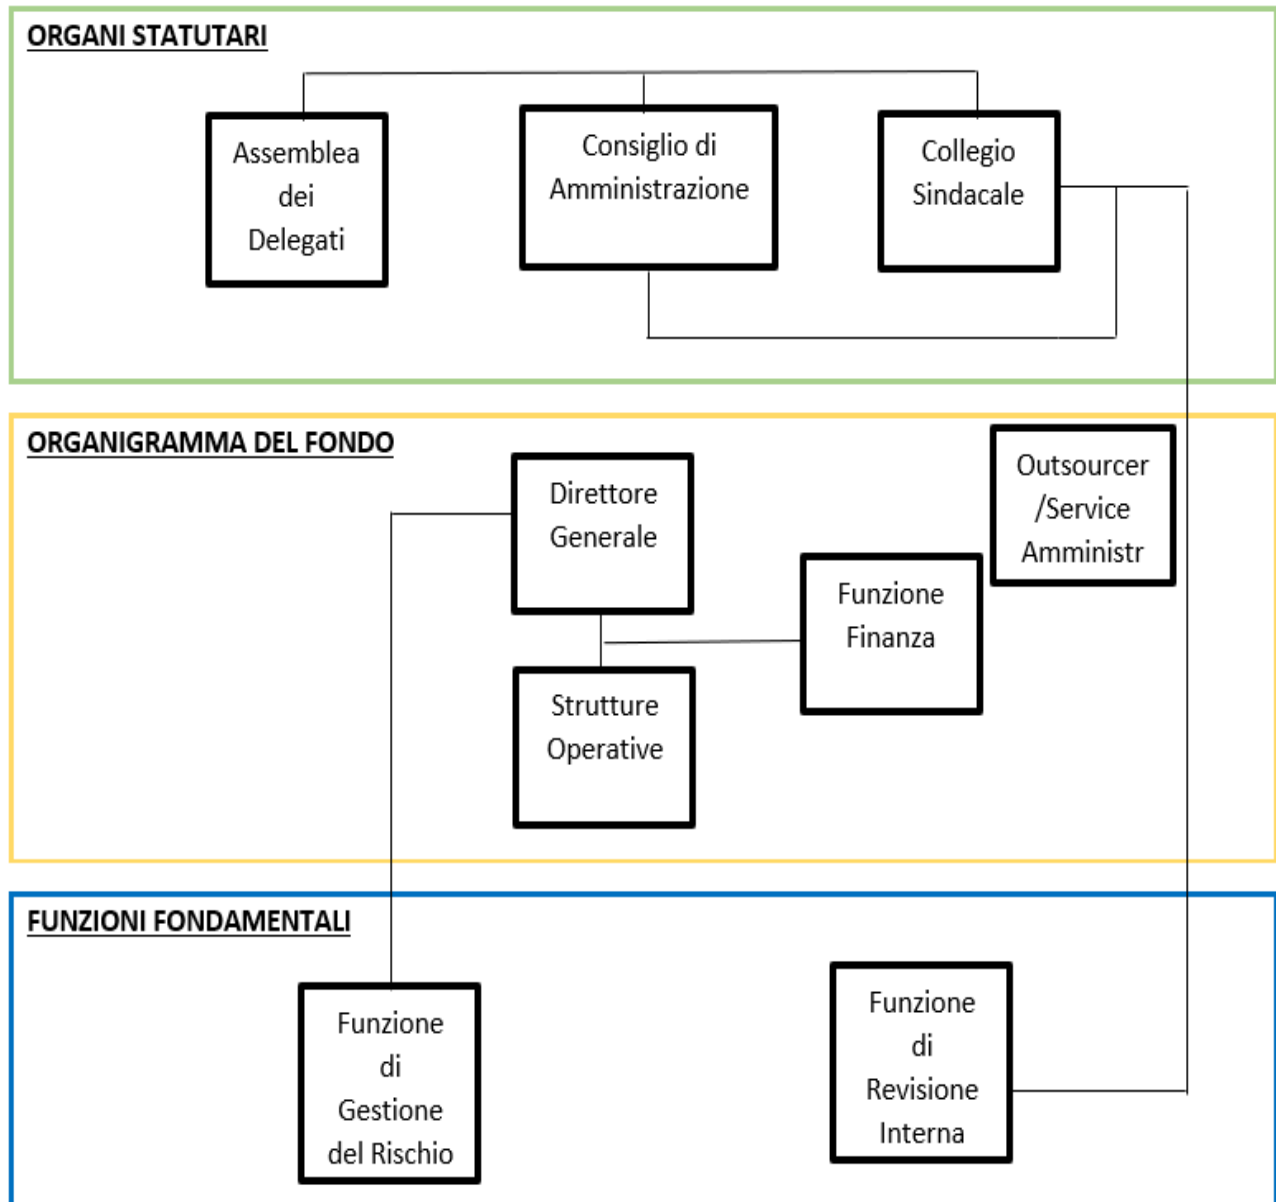 ORGANI STATUTARI
Assemblea
dei
Delegati
Consiglio di
Amministrazione
Collegio
Sindacale
ORGANIGRAMMA DEL FONDO
Direttore
Generale
Outsourcer
/Service
Amministr
Funzione
Finanza
Strutture
Operative
FUNZIONI FONDAMENTALI
Funzione
di
Gestione
del Rischio
Funzione
di
Revisione
Interna